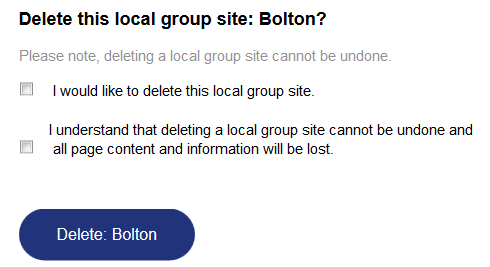 Delete this local group site: Bolton?
Please note, deleting a local group site cannot be undone.
I would like to delete this local group site.
I understand that deleting a local group site cannot be undone and
all page content and information will be lost.
Delete: Bolton